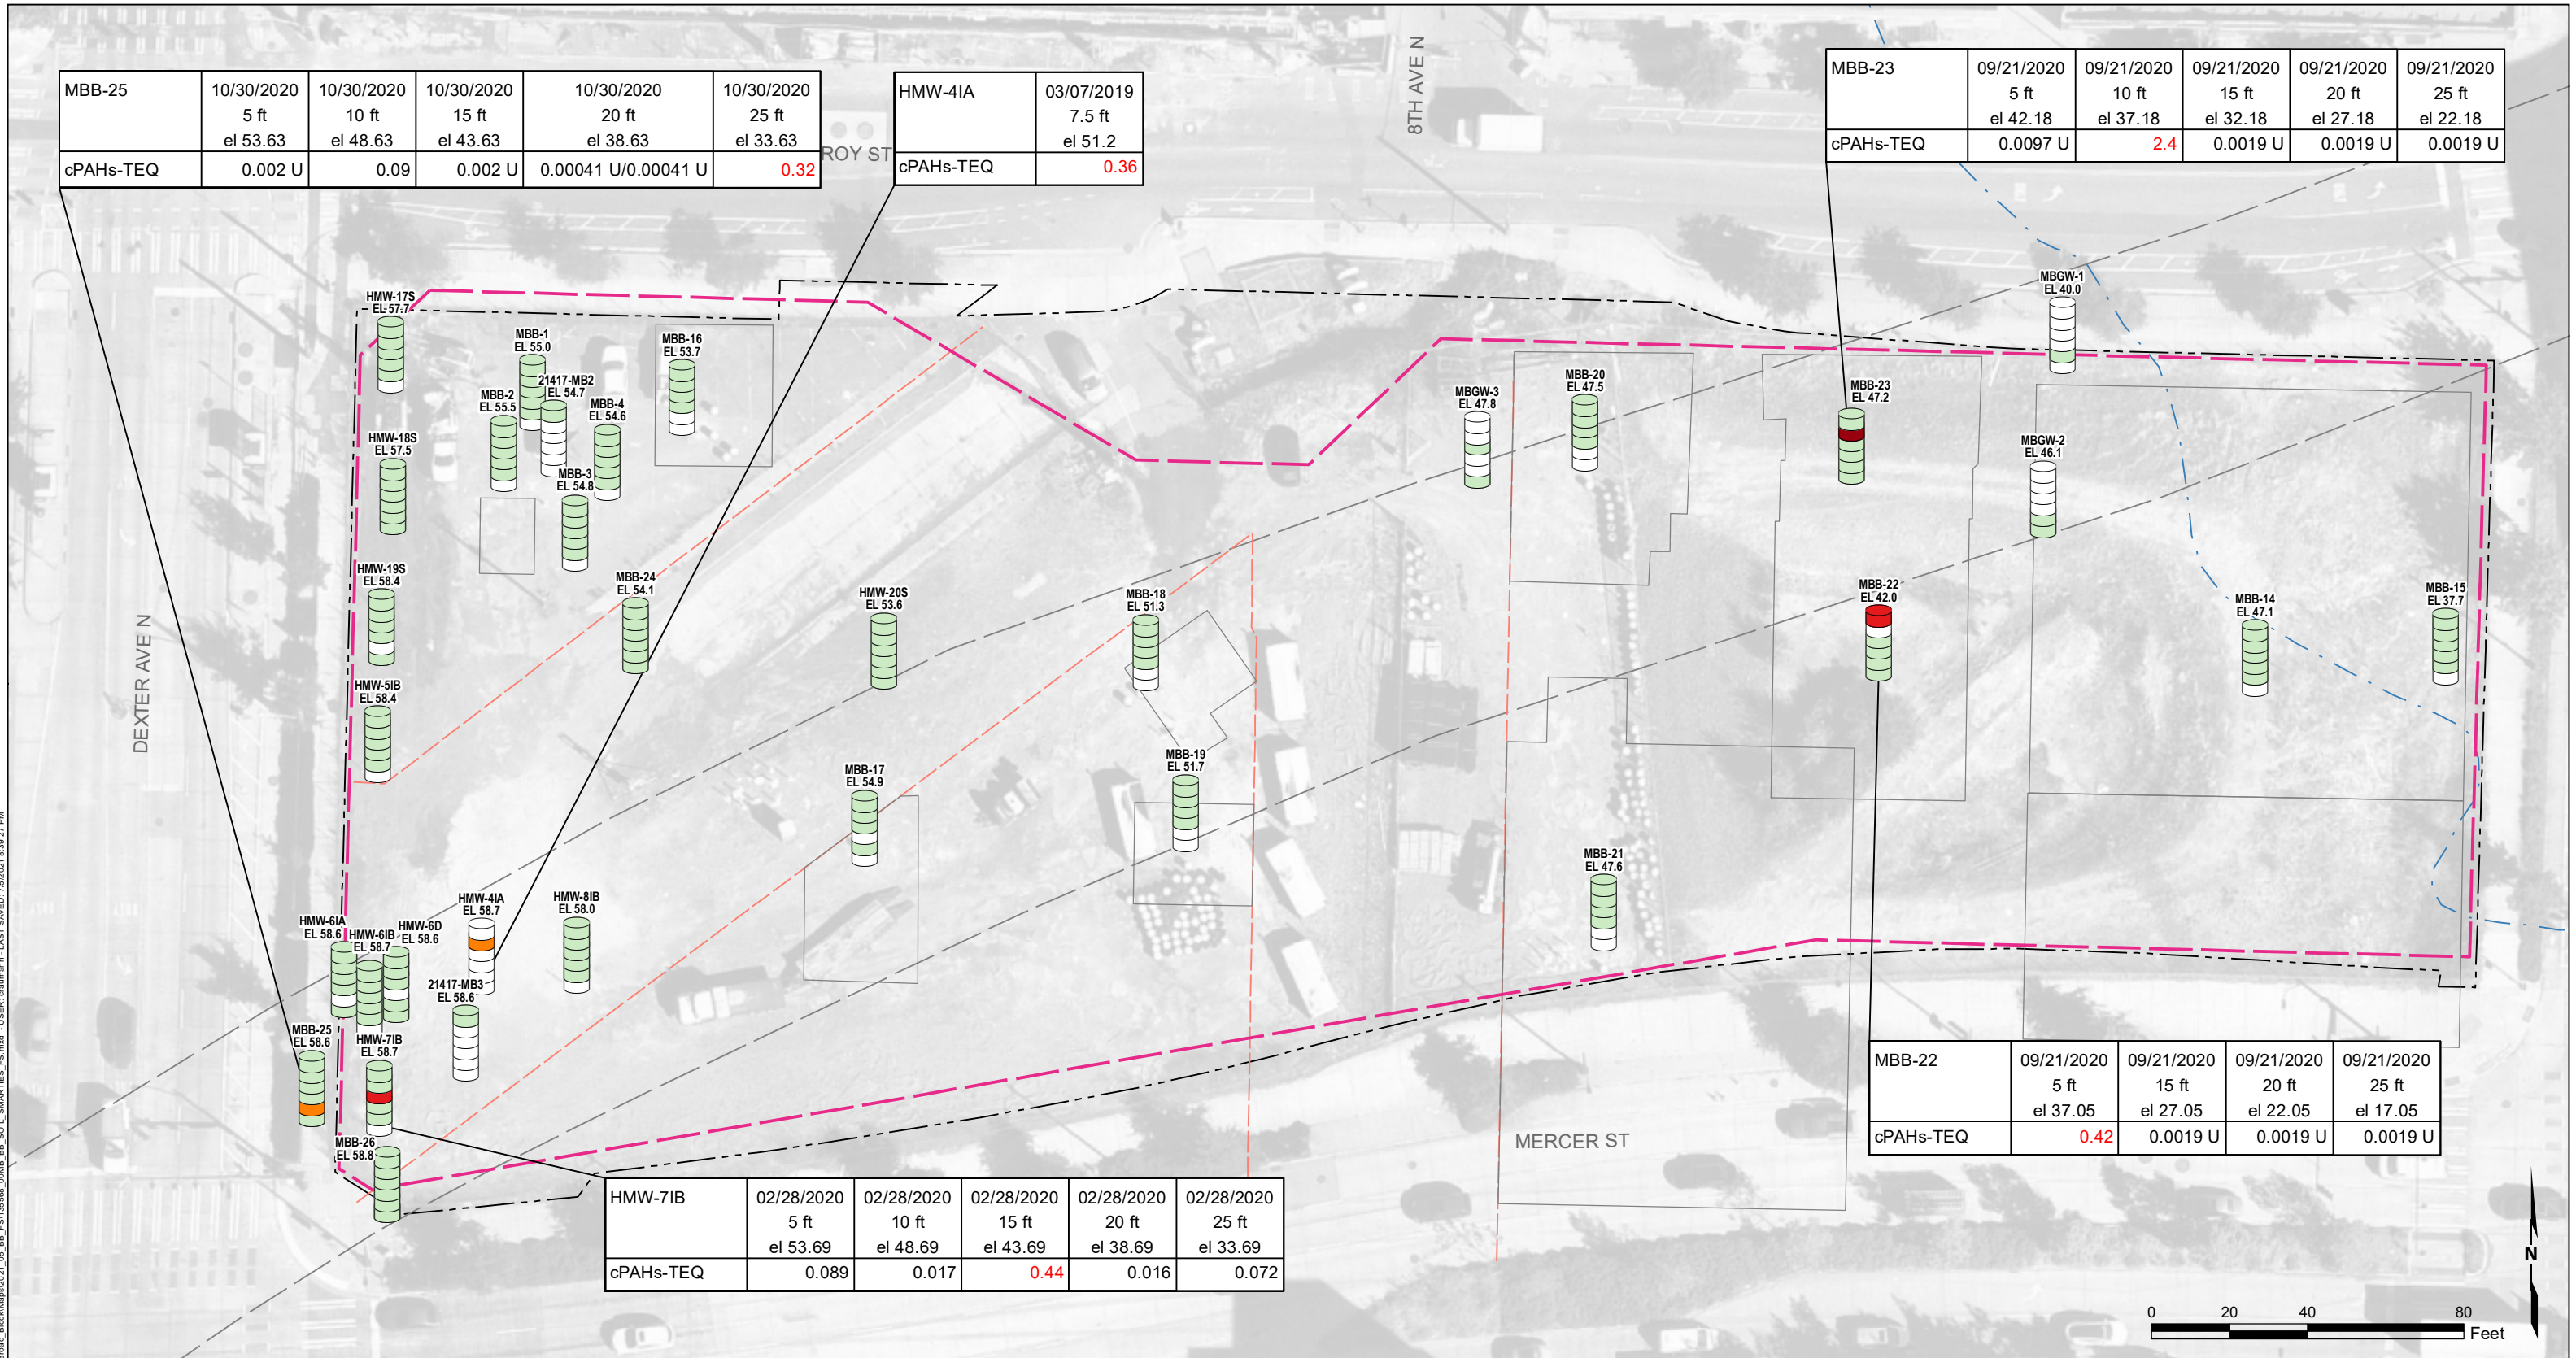 MBB-25 10/30/2020 10/30/2020 10/30/2020 10/30/2020 10/30/2020
5 ft 10 ft 15 ft 20 ft 25 ft
el 53.63 el 48.63 el 43.63 el 38.63 el 33.63
cPAHs-TEQ 0.002 U 0.09 0.002 U 0.00041 U/0.00041 U 0.32
HMW-4IA 03/07/2019
7.5 ft
el 51.2
cPAHs-TEQ 0.36
MBB-23 09/21/2020 09/21/2020 09/21/2020 09/21/2020 09/21/2020
5 ft 10 ft 15 ft 20 ft 25 ft
el 42.18 el 37.18 el 32.18 el 27.18 el 22.18
cPAHs-TEQ 0.0097 U 2.4 0.0019 U 0.0019 U 0.0019 U
ROY ST
8TH AVE N
DEXTER AVE N
MERCER ST
HMW-17S
EL 57.7
MBB-1
EL 55.0
21417-MB2
EL 54.7
MBB-2
EL 55.5
MBB-4
EL 54.6
MBB-16
EL 53.7
HMW-18S
EL 57.5
MBB-3
EL 54.8
HMW-19S
EL 58.4
MBB-24
EL 54.1
HMW-5IB
EL 58.4
HMW-20S
EL 53.6
MBB-18
EL 51.3
MBB-17
EL 54.9
MBB-19
EL 51.7
MBGW-3
EL 47.8
MBB-20
EL 47.5
MBB-23
EL 47.2
MBGW-1
EL 40.0
MBGW-2
EL 46.1
MBB-22
EL 42.0
MBB-14
EL 47.1
MBB-15
EL 37.7
MBB-21
EL 47.6
HMW-6IA
EL 58.6
HMW-6IB
EL 58.7
HMW-6D
EL 58.6
HMW-4IA
EL 58.7
HMW-8IB
EL 58.0
21417-MB3
EL 58.6
MBB-25
EL 58.6
HMW-7IB
EL 58.7
MBB-26
EL 58.8
HMW-7IB 02/28/2020 02/28/2020 02/28/2020 02/28/2020 02/28/2020
5 ft 10 ft 15 ft 20 ft 25 ft
el 53.69 el 48.69 el 43.69 el 38.69 el 33.69
cPAHs-TEQ 0.089 0.017 0.44 0.016 0.072
MBB-22 09/21/2020 09/21/2020 09/21/2020 09/21/2020
5 ft 15 ft 20 ft 25 ft
el 37.05 el 27.05 el 22.05 el 17.05
cPAHs-TEQ 0.42 0.0019 U 0.0019 U 0.0019 U
N
0 20 40 80
Feet